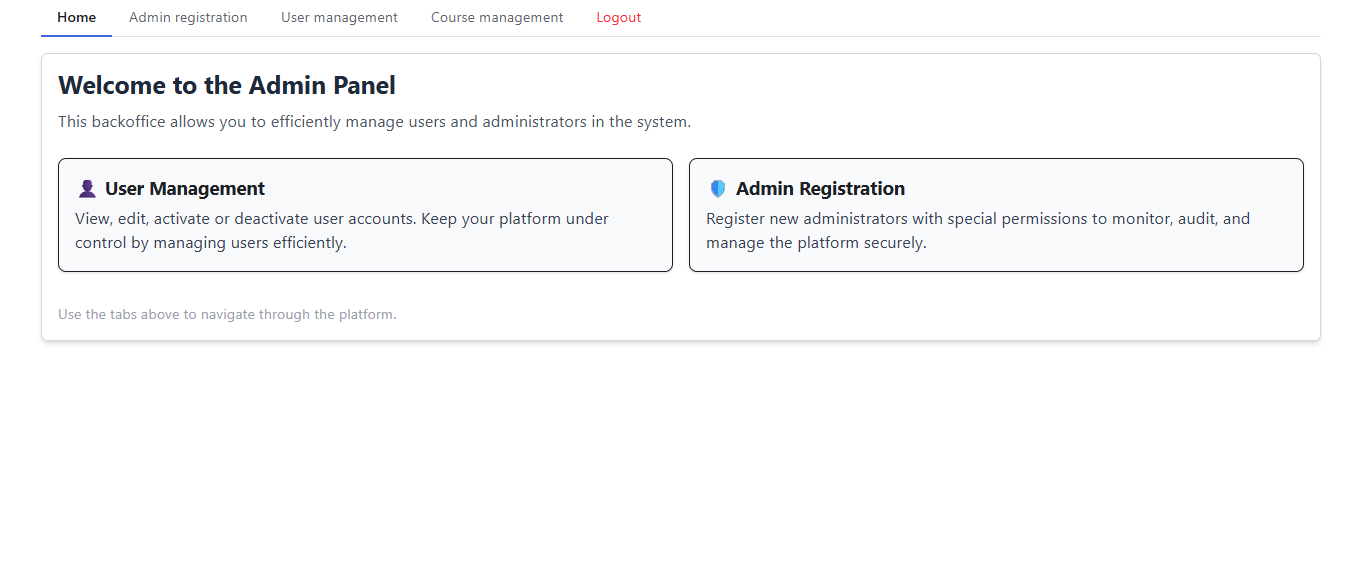 Home Admin registration User management Course management Logout
Welcome to the Admin Panel
This backoffice allows you to efficiently manage users and administrators in the system.
User Management
View, edit, activate or deactivate user accounts. Keep your platform under
control by managing users efficiently.
Admin Registration
Register new administrators with special permissions to monitor, audit, and
manage the platform securely.
Use the tabs above to navigate through the platform.